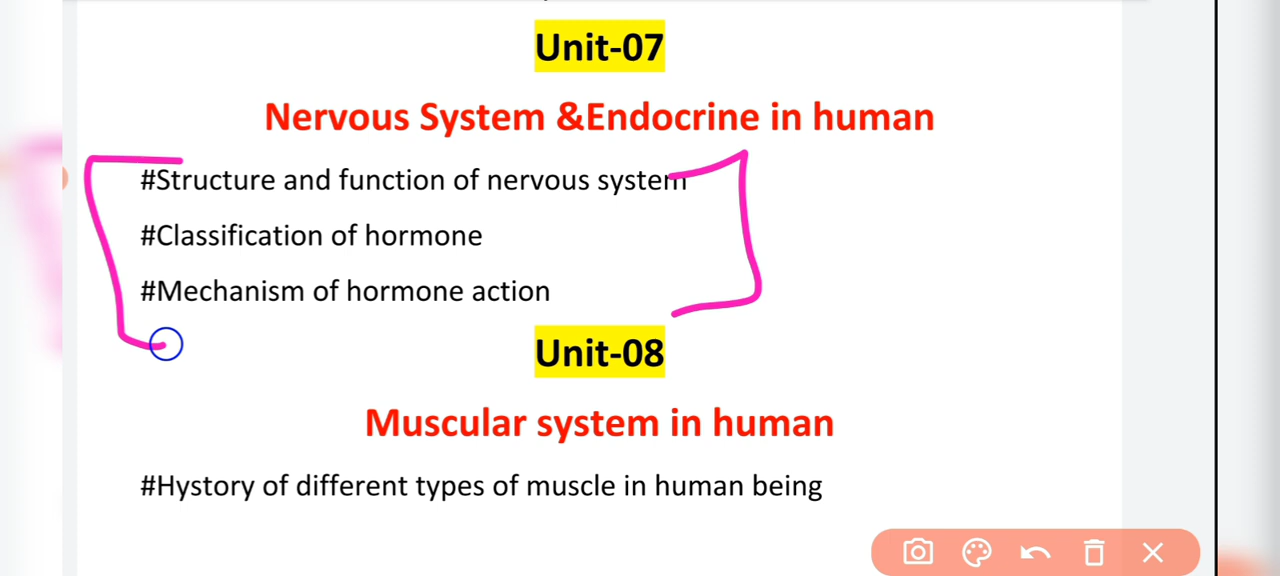 Unit-07
Nervous System &Endocrine in human
#Structure and function of nervous system
#Classification of hormone
#Mechanism of hormone action
Unit-08
Muscular system in human
#Hystory of different types of muscle in human being